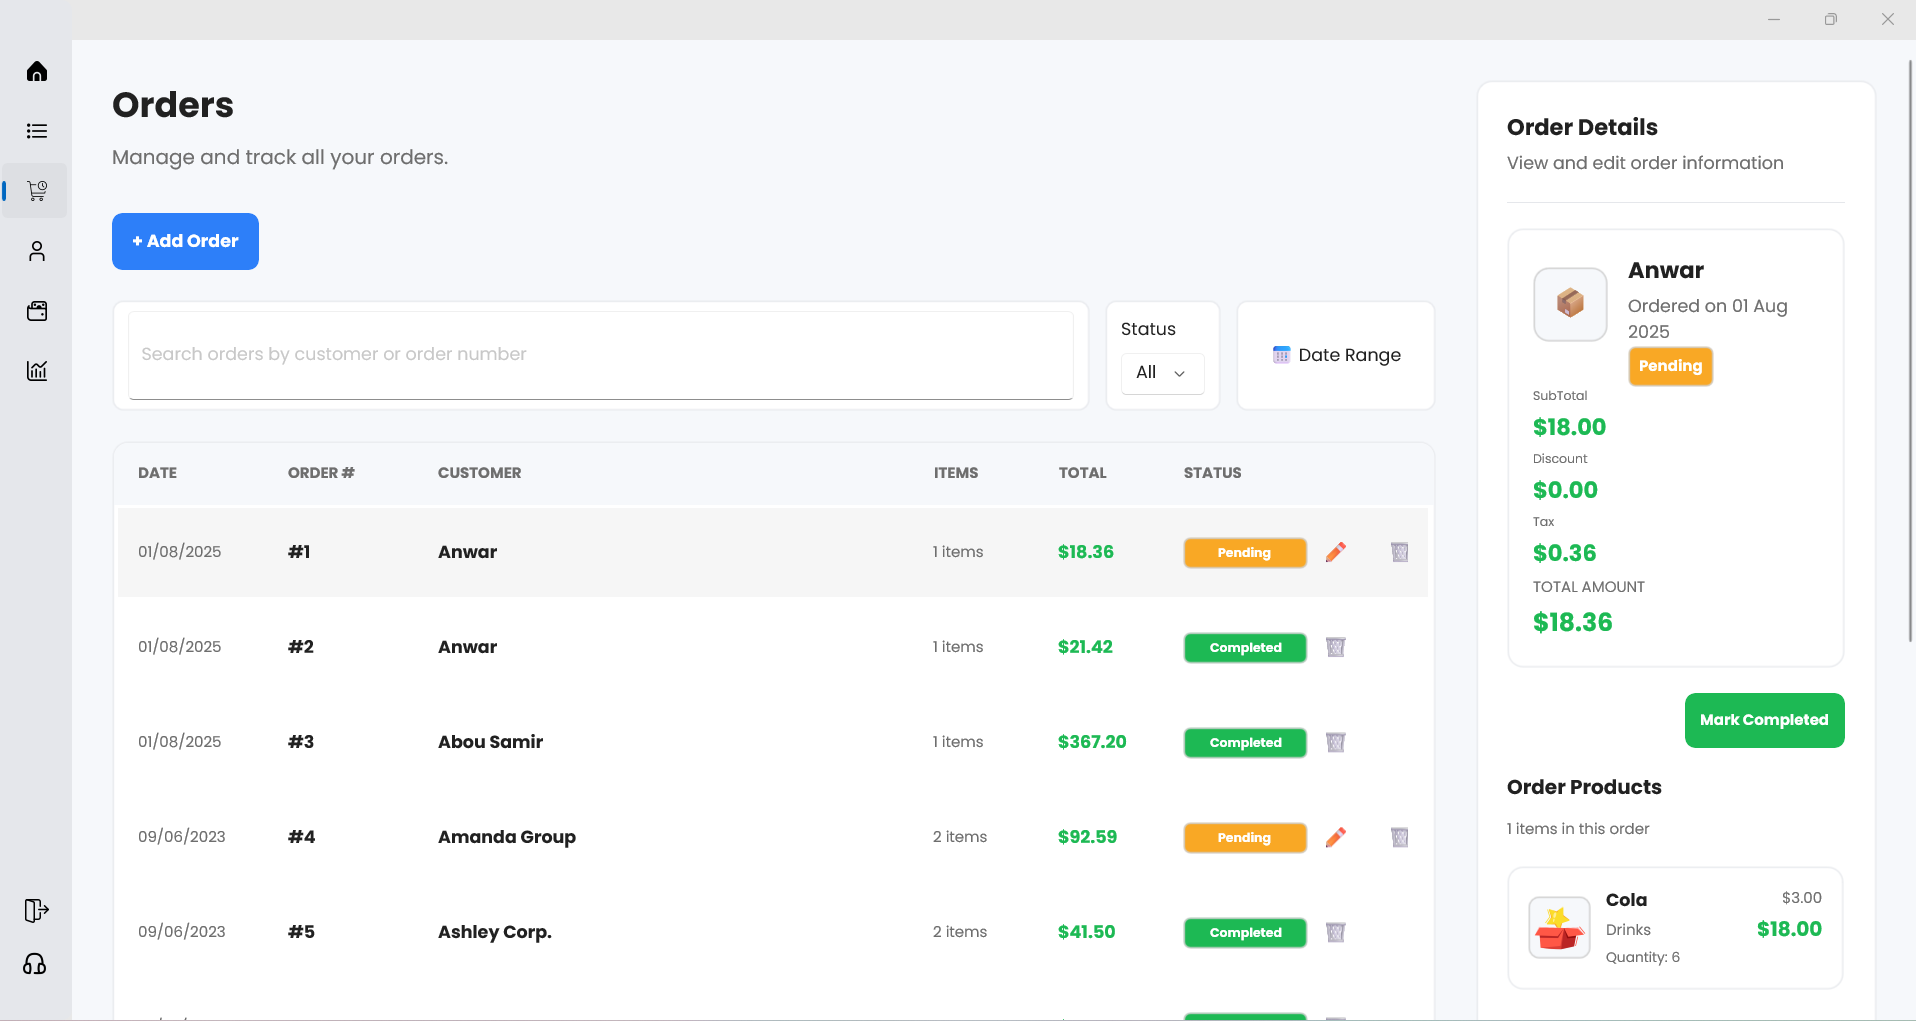 Orders
Manage and track all your orders.
+ Add Order
Search orders by customer or order number
Status
All
Date Range
DATE ORDER # CUSTOMER ITEMS TOTAL STATUS
01/08/2025 #1 Anwar 1 items $18.36 Pending
01/08/2025 #2 Anwar 1 items $21.42 Completed
01/08/2025 #3 Abou Samir 1 items $367.20 Completed
09/06/2023 #4 Amanda Group 2 items $92.59 Pending
09/06/2023 #5 Ashley Corp. 2 items $41.50 Completed
Order Details
View and edit order information
Anwar
Ordered on 01 Aug
2025
Pending
SubTotal
$18.00
Discount
$0.00
Tax
$0.36
TOTAL AMOUNT
$18.36
Mark Completed
Order Products
1 items in this order
Cola $3.00
Drinks $18.00
Quantity: 6